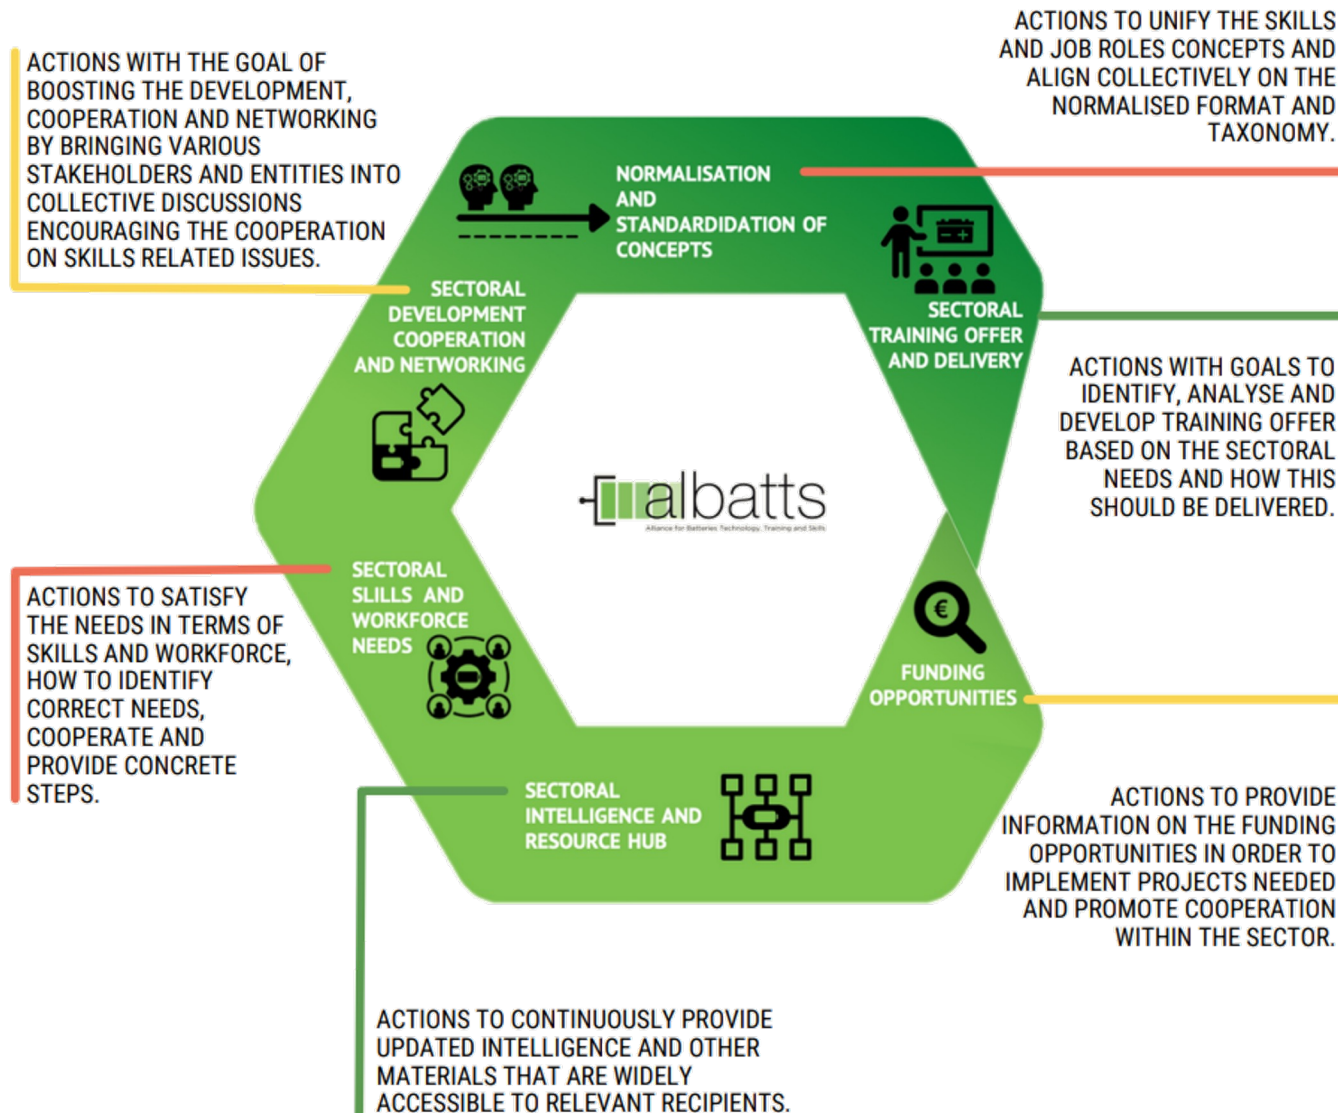 ACTIONS WITH THE GOAL OF
BOOSTING THE DEVELOPMENT,
COOPERATION AND NETWORKING
BY BRINGING VARIOUS
STAKEHOLDERS AND ENTITIES INTO
COLLECTIVE DISCUSSIONS
ENCOURAGING THE COOPERATION
ON SKILLS RELATED ISSUES.
ACTIONS TO UNIFY THE SKILLS
AND JOB ROLES CONCEPTS AND
ALIGN COLLECTIVELY ON THE
NORMALISED FORMAT AND
TAXONOMY.
NORMALISATION
AND
STANDARDIDATION OF
CONCEPTS
SECTORAL
DEVELOPMENT
COOPERATION
AND NETWORKING
SECTORAL
TRAINING OFFER
AND DELIVERY
ACTIONS WITH GOALS TO
IDENTIFY, ANALYSE AND
DEVELOP TRAINING OFFER
BASED ON THE SECTORAL
NEEDS AND HOW THIS
SHOULD BE DELIVERED.
albatts
Alliance for Batteries Technology, Training and Skills
SECTORAL
SLILLS AND
WORKFORCE
NEEDS
ACTIONS TO SATISFY
THE NEEDS IN TERMS OF
SKILLS AND WORKFORCE,
HOW TO IDENTIFY
CORRECT NEEDS,
COOPERATE AND
PROVIDE CONCRETE
STEPS.
€
FUNDING
OPPORTUNITIES
SECTORAL
INTELLIGENCE AND
RESOURCE HUB
ACTIONS TO PROVIDE
INFORMATION ON THE FUNDING
OPPORTUNITIES IN ORDER TO
IMPLEMENT PROJECTS NEEDED
AND PROMOTE COOPERATION
WITHIN THE SECTOR.
ACTIONS TO CONTINUOUSLY PROVIDE
UPDATED INTELLIGENCE AND OTHER
MATERIALS THAT ARE WIDELY
ACCESSIBLE TO RELEVANT RECIPIENTS.